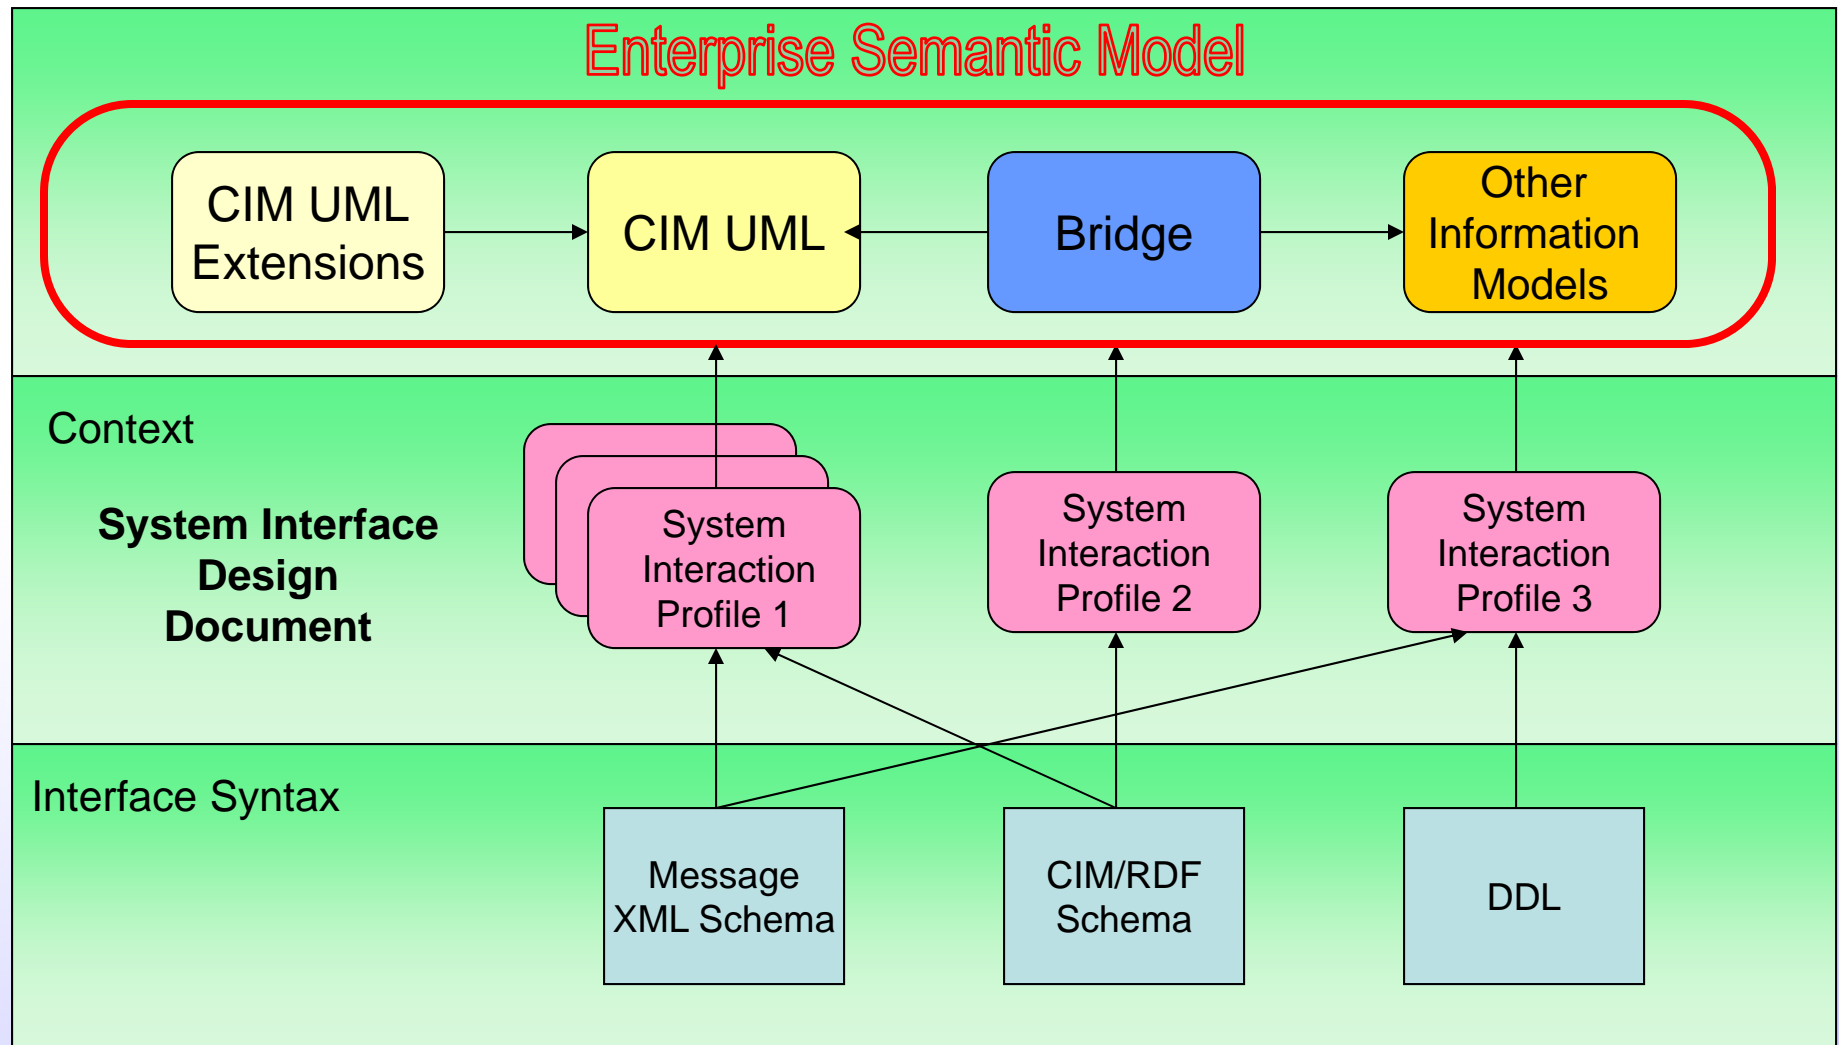 Enterprise Semantic Model
CIM UML
Extensions
CIM UML
Bridge
Other
Information
Models
Context
System Interface
Design
Document
System
Interaction
Profile 1
System
Interaction
Profile 2
System
Interaction
Profile 3
Interface Syntax
Message
XML Schema
CIM/RDF
Schema
DDL